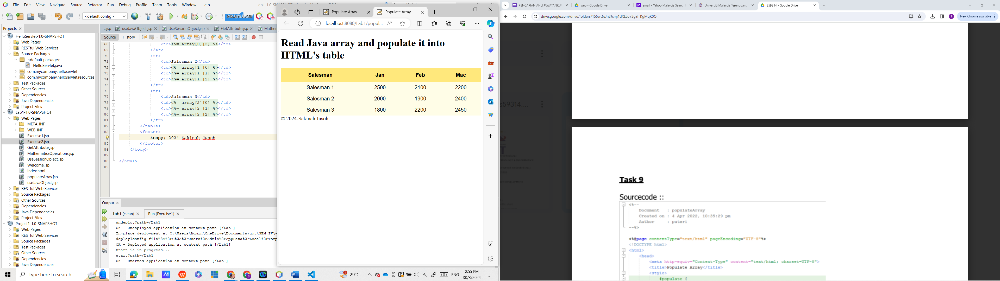 File Edit View Navigate Source Refactor Run Debug Profile Team Tools Window Help
<default config>
645.3/913.0MB
Projects
HelloServlet-1.0-SNAPSHOT
Web Pages
RESTful Web Services
Source Packages
<default package>
HelloServlet.java
com.mycompany.helloservlet
com.mycompany.helloservlet.resources
Test Packages
Other Sources
Dependencies
Java Dependencies
Project Files
Lab1-1.0-SNAPSHOT
Web Pages
META-INF
WEB-INF
Exercise1.jsp
Exercise2.jsp
GetAttribute.jsp
MathematicsOperations.jsp
UseSessionObject.jsp
Welcome.jsp
index.html
populateArray.jsp
useJavaObject.jsp
RESTful Web Services
Source Packages
Other Sources
Dependencies
Java Dependencies
Project Files
Project1-1.0-SNAPSHOT
Web Pages
RESTful Web Services
Source Packages
Test Packages
Other Sources
Dependencies
Java Dependencies
...jsp useJavaObject.jsp UseSessionObject.jsp GetAttribute.jsp Mathem
Source History
68 <td><%= array[0][2] %></td>
69 </tr>
70 <tr>
71 <td>Salesman 2</td>
72 <td><%= array[1][0] %></td>
73 <td><%= array[1][1] %></td>
74 <td><%= array[1][2] %></td>
75 </tr>
76 <tr>
77 <td>Salesman 3</td>
78 <td><%= array[2][0] %></td>
79 <td><%= array[2][1] %></td>
80 <td><%= array[2][2] %></td>
81 </tr>
82 </table>
83 <footer>
&copy; 2024-Sakinah Jusoh
85 </footer>
86 </body>
87
88 </html>
89
Output
Lab1 (clean) Run (Exercise1)
undeploy?path=/Lab1
OK - Undeployed application at context path [/Lab1]
In-place deployment at C:\Users\Admin\OneDrive\Documents\umt\SEM IV\w
deploy?config=file%3A%2FC%3A%2FUsers%2FAdmin%2FAppData%2FLocal%2FTemp
OK - Deployed application at context path [/Lab1]
Start is in progress...
start?path=/Lab1
OK - Started application at context path [/Lab1]
Populate Array Populate Array
localhost:8080/Lab1/popul...
Read Java array and populate it into
HTML's table
Salesman Jan Feb Mac
Salesman 1 2500 2100 2200
Salesman 2 2000 1900 2400
Salesman 3 1800 2200 2450
© 2024-Sakinah Jusoh
Type here to search
29°C
ENG
8:55 PM
30/3/2024
PENCARIAN AHLI JAWATANKUA web - Google Drive email - Yahoo Malaysia Search Universiti Malaysia Terengganu S59314 - Google Drive
drive.google.com/drive/folders/155wt6zJnSJcmj1dXLLo73gYr-KgMqK0Q
New Chrome available
s59314....
Task 9
Sourcecode ::
<%--
Document : populateArray
Created on : 4 Apr 2022, 10:35:29 pm
Author : puteri
--%>
<%@page contentType="text/html" pageEncoding="UTF-8"%>
<!DOCTYPE html>
<html>
<head>
<meta http-equiv="Content-Type" content="text/html; charset=UTF-8">
<title>Populate Array</title>
<style>
#populate {